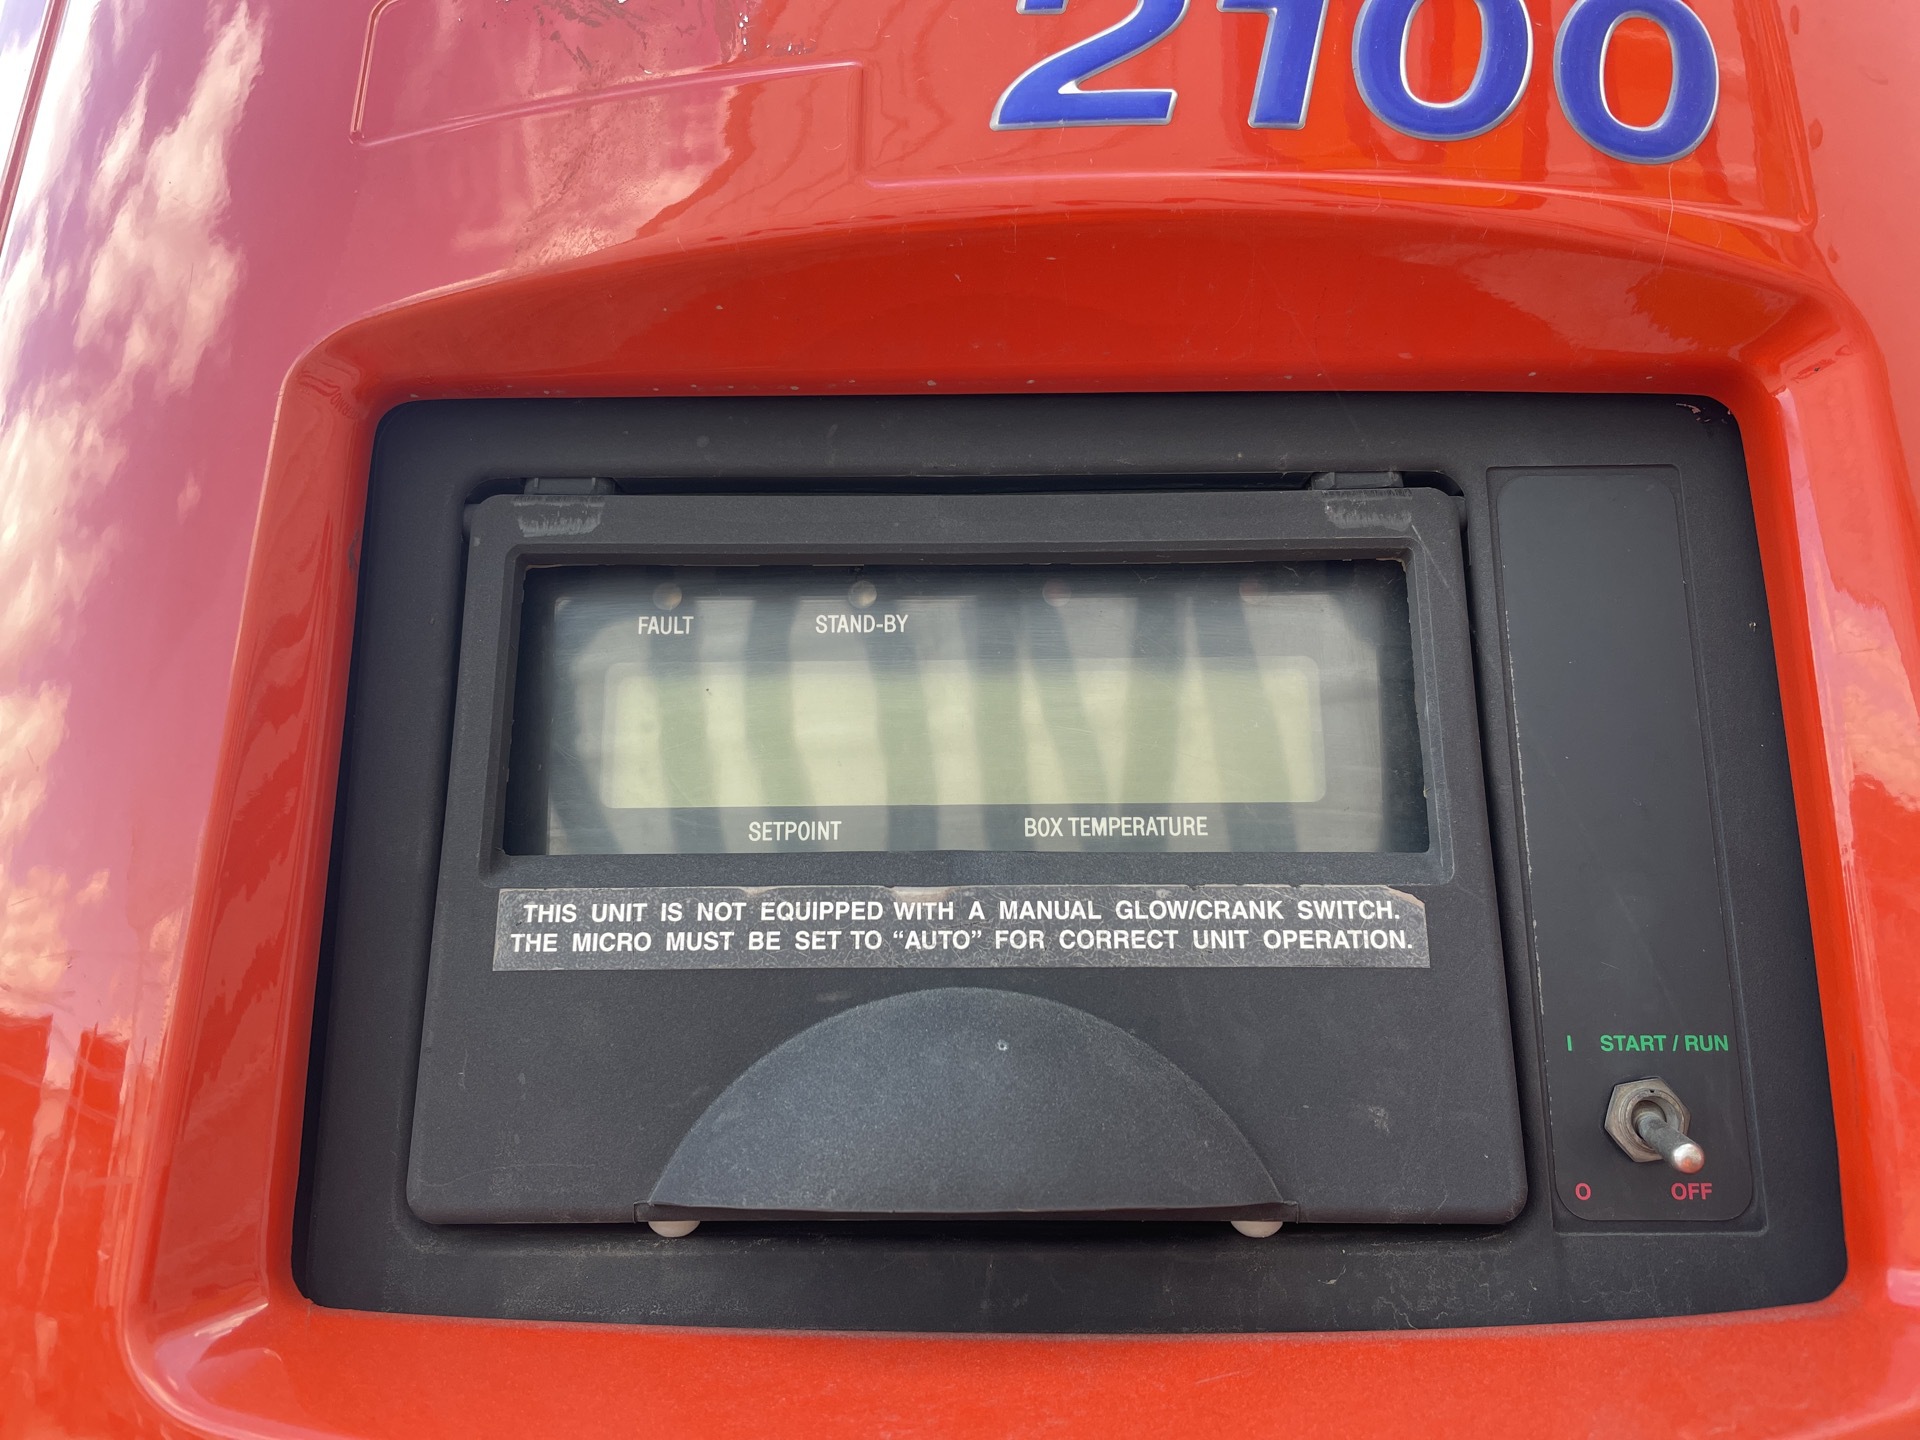 2100
FAULT STAND-BY
SETPOINT BOX TEMPERATURE
THIS UNIT IS NOT EQUIPPED WITH A MANUAL GLOW/CRANK SWITCH.
THE MICRO MUST BE SET TO “AUTO” FOR CORRECT UNIT OPERATION.
I START / RUN
O OFF